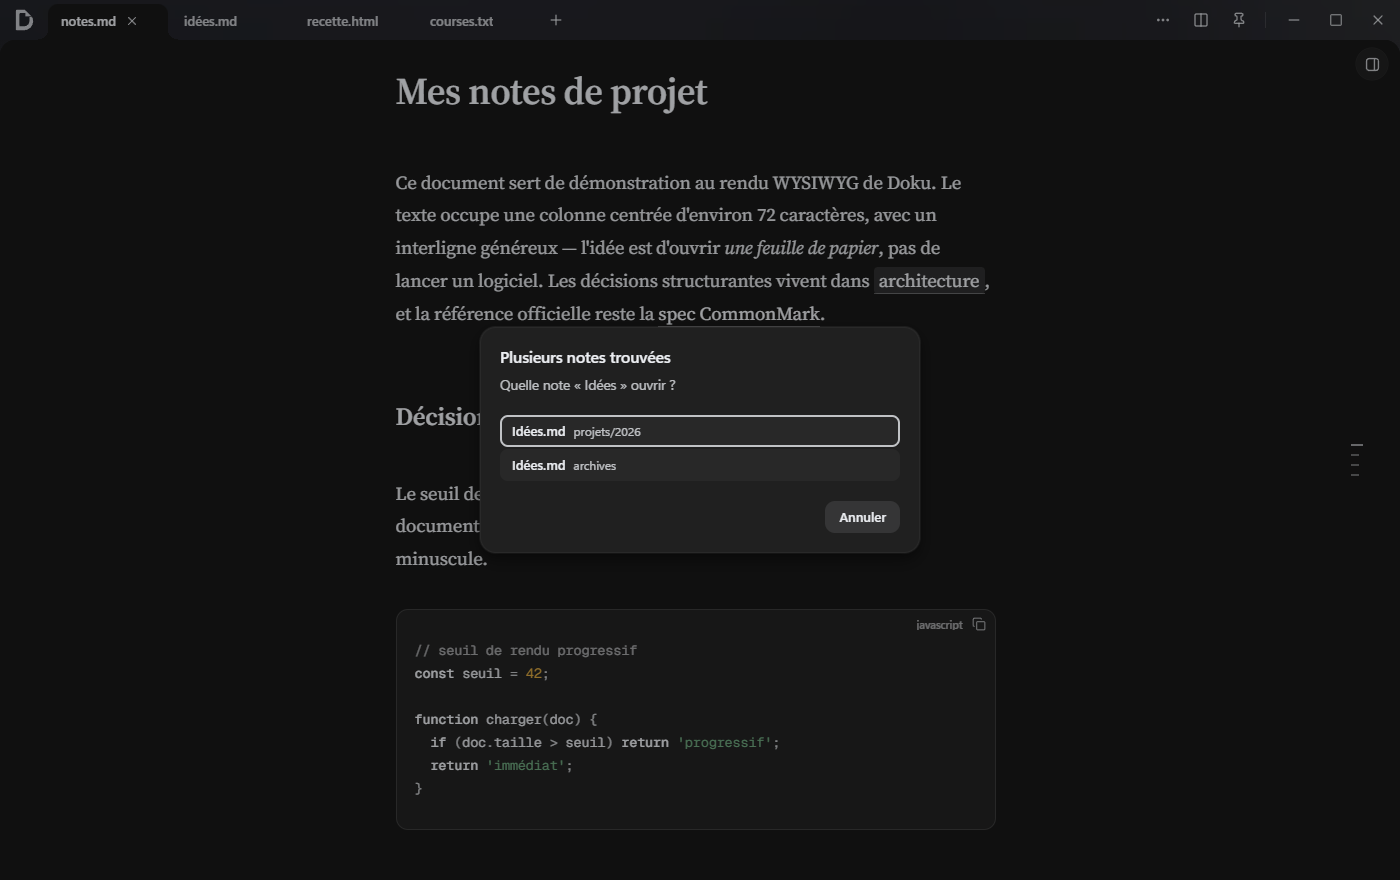 notes.md
idées.md
recette.html
courses.txt
Mes notes de projet
Ce document sert de démonstration au rendu WYSIWYG de Doku. Le
texte occupe une colonne centrée d'environ 72 caractères, avec un
interligne généreux — l'idée est d'ouvrir une feuille de papier, pas de
lancer un logiciel. Les décisions structurantes vivent dans architecture ,
et la référence officielle reste la spec CommonMark.
Plusieurs notes trouvées
Quelle note « Idées » ouvrir ?
Idées.md projets/2026
Idées.md archives
Annuler
Le seuil de
document
minuscule.
javascript
// seuil de rendu progressif
const seuil = 42;
function charger(doc) {
if (doc.taille > seuil) return 'progressif';
return 'immédiat';
}